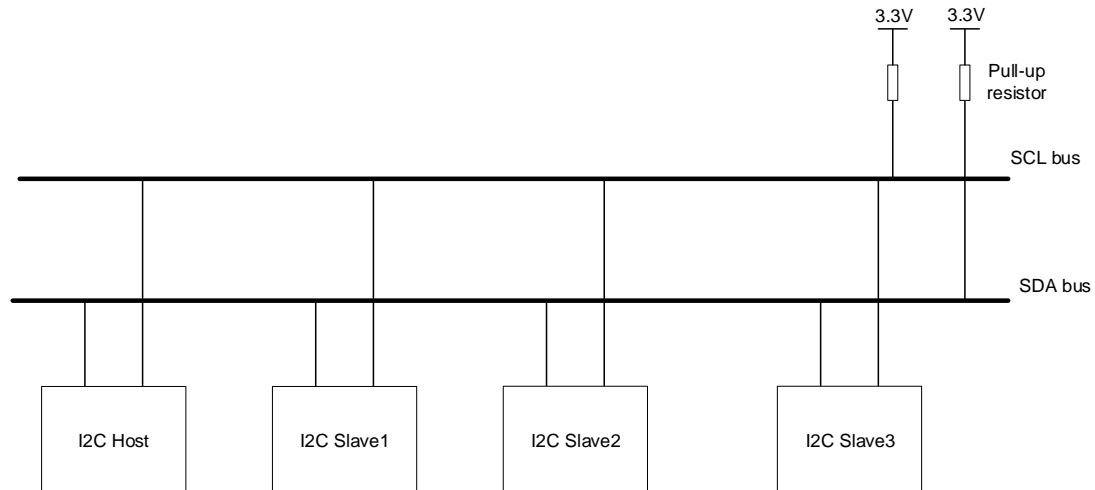 3.3V
3.3V
Pull-up
resistor
SCL bus
SDA bus
I2C Host
I2C Slave1
I2C Slave2
I2C Slave3